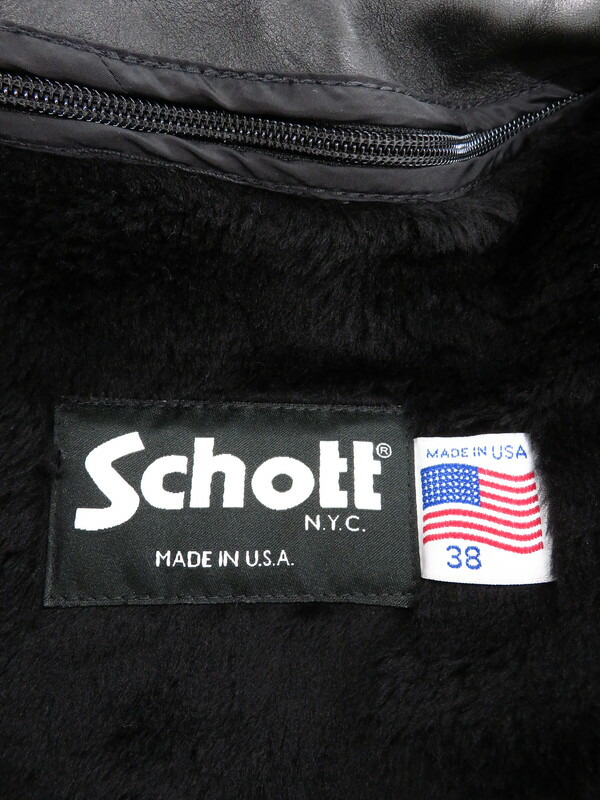 Schott®
N.Y.C.
MADE IN U.S.A.
MADE IN USA
38